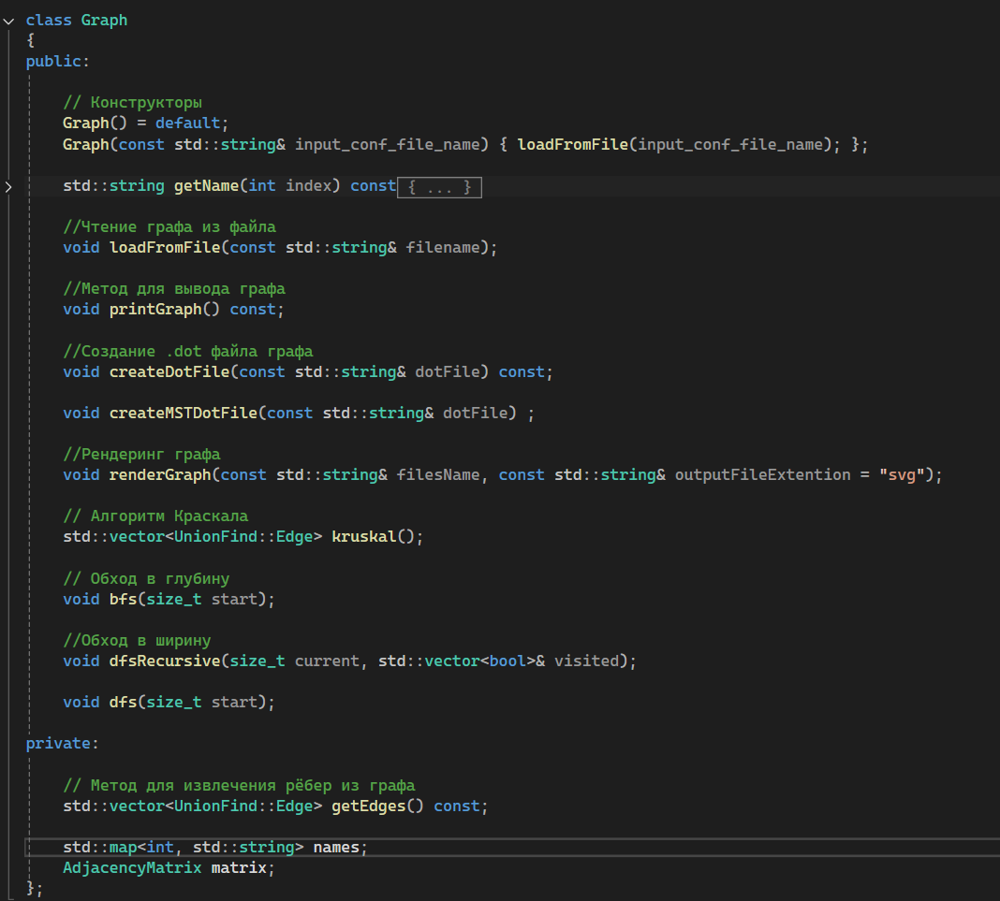 class Graph
{
public:
// Конструкторы
Graph() = default;
Graph(const std::string& input_conf_file_name) { loadFromFile(input_conf_file_name); };
std::string getName(int index) const{ ... }
//Чтение графа из файла
void loadFromFile(const std::string& filename);
//Метод для вывода графа
void printGraph() const;
//Создание .dot файла графа
void createDotFile(const std::string& dotFile) const;
void createMSTDotFile(const std::string& dotFile) ;
//Рендеринг графа
void renderGraph(const std::string& filesName, const std::string& outputFileExtention = "svg");
// Алгоритм Краскала
std::vector<UnionFind::Edge> kruskal();
// Обход в глубину
void bfs(size_t start);
//Обход в ширину
void dfsRecursive(size_t current, std::vector<bool>& visited);
void dfs(size_t start);
private:
// Метод для извлечения рёбер из графа
std::vector<UnionFind::Edge> getEdges() const;
std::map<int, std::string> names;
AdjacencyMatrix matrix;
};